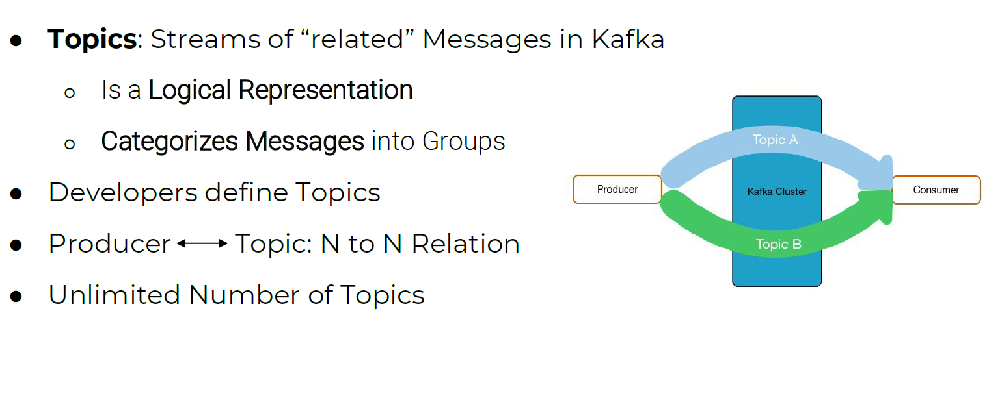 ● Topics: Streams of “related” Messages in Kafka
○ Is a Logical Representation
○ Categorizes Messages into Groups
● Developers define Topics
● Producer ⟷ Topic: N to N Relation
● Unlimited Number of Topics
Topic A
Producer
Kafka Cluster
Consumer
Topic B